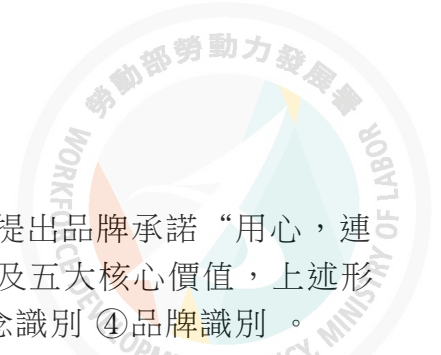 勞動部勞動力發展署
WORKFORCE DEVELOPMENT AGENCY, MINISTRY OF LABOR
提出品牌承諾“用心，連
及五大核心價值，上述形
念識別 ④品牌識別 。